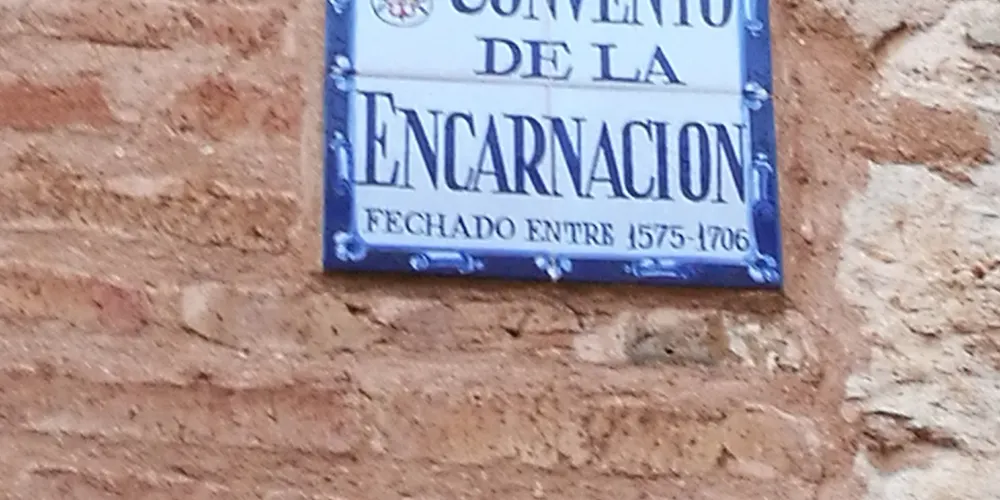 CONVENTO
DE LA
ENCARNACION
FECHADO ENTRE 1575-1706